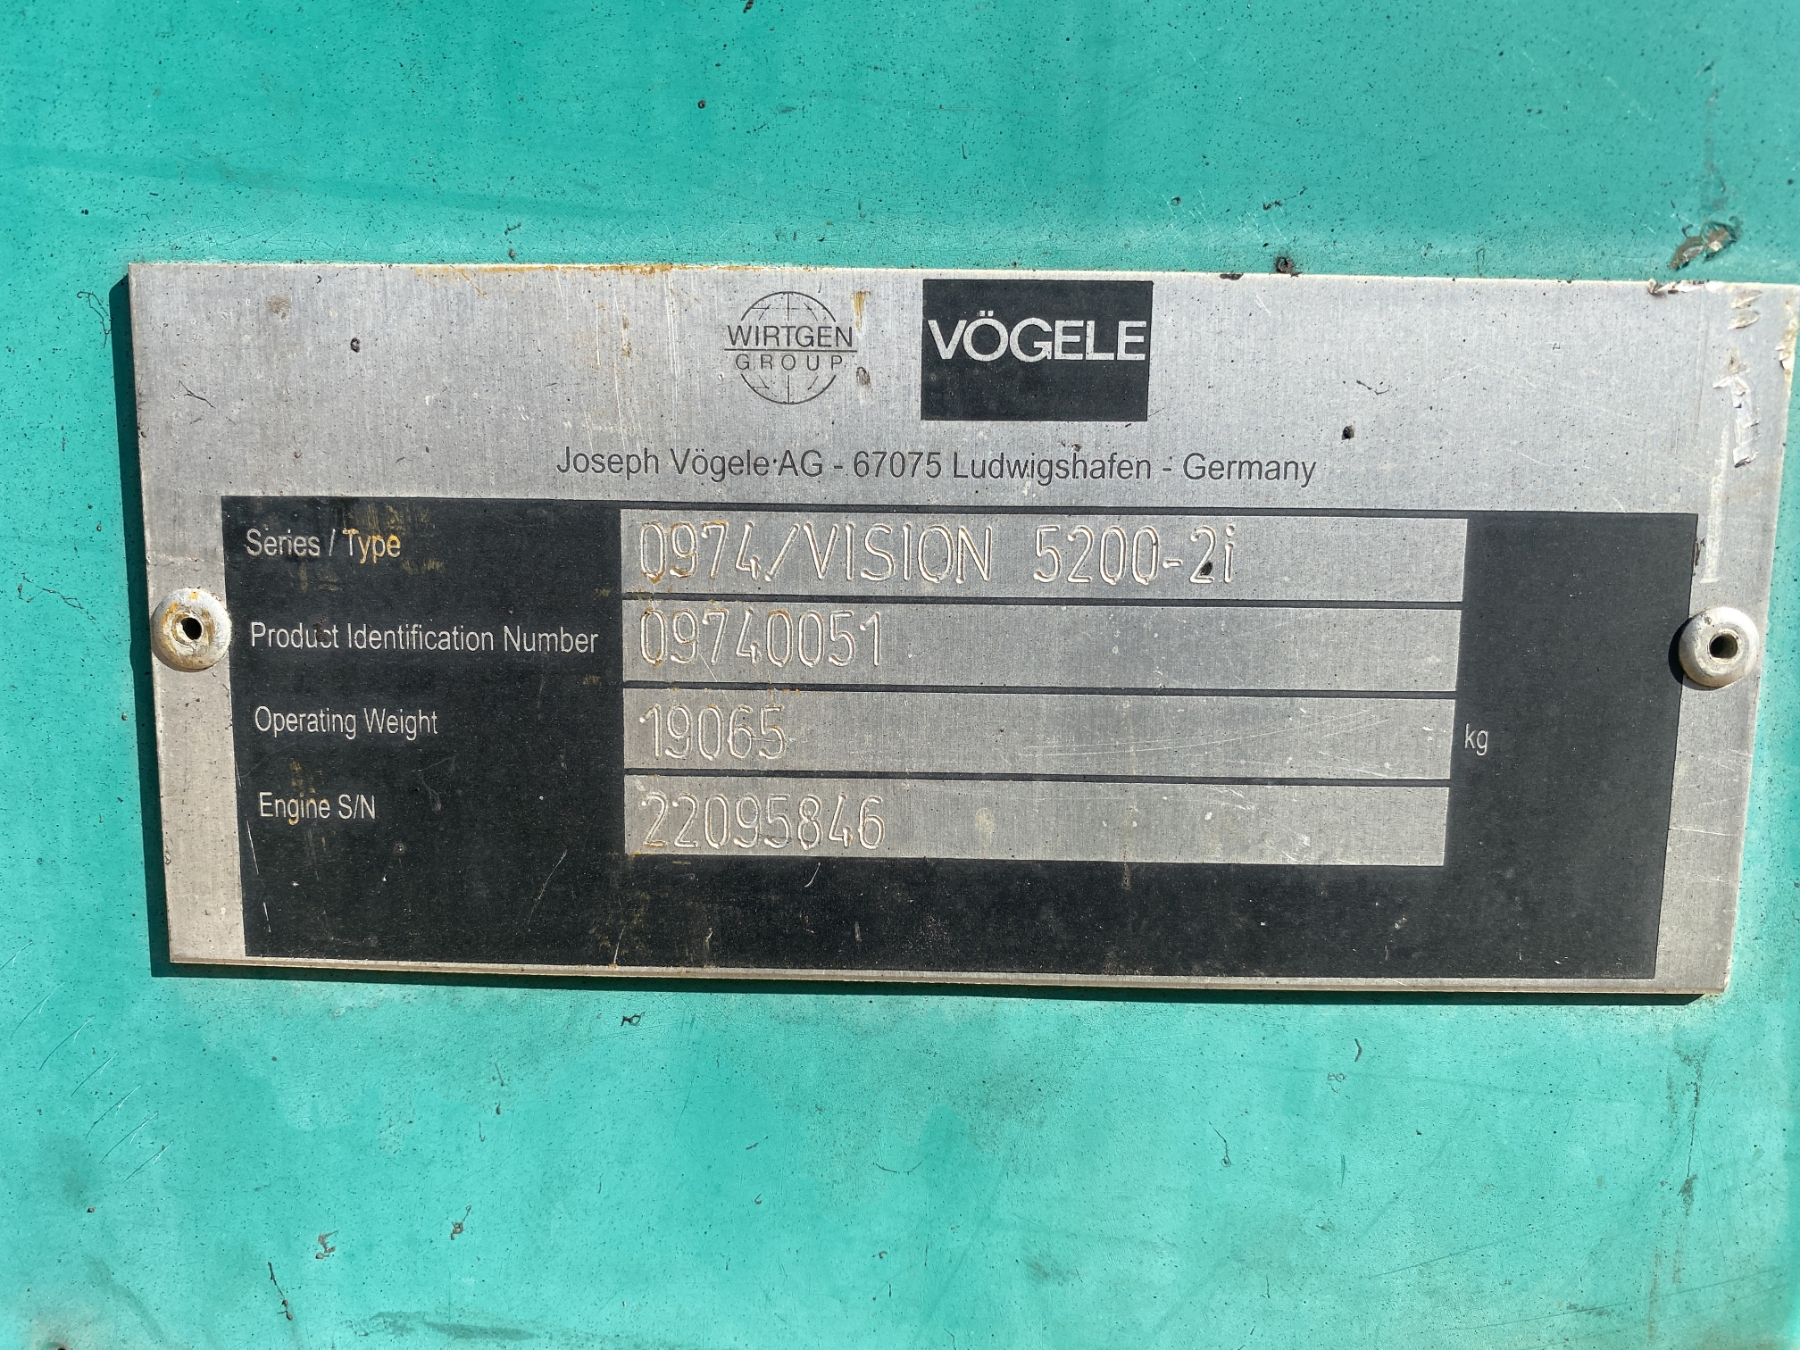 WIRTGEN
GROUP
VÖGELE
Joseph Vögele AG - 67075 Ludwigshafen - Germany
Series / Type 0974/VISION 5200-2i
Product Identification Number 09740051
Operating Weight 19065 kg
Engine S/N 22095846